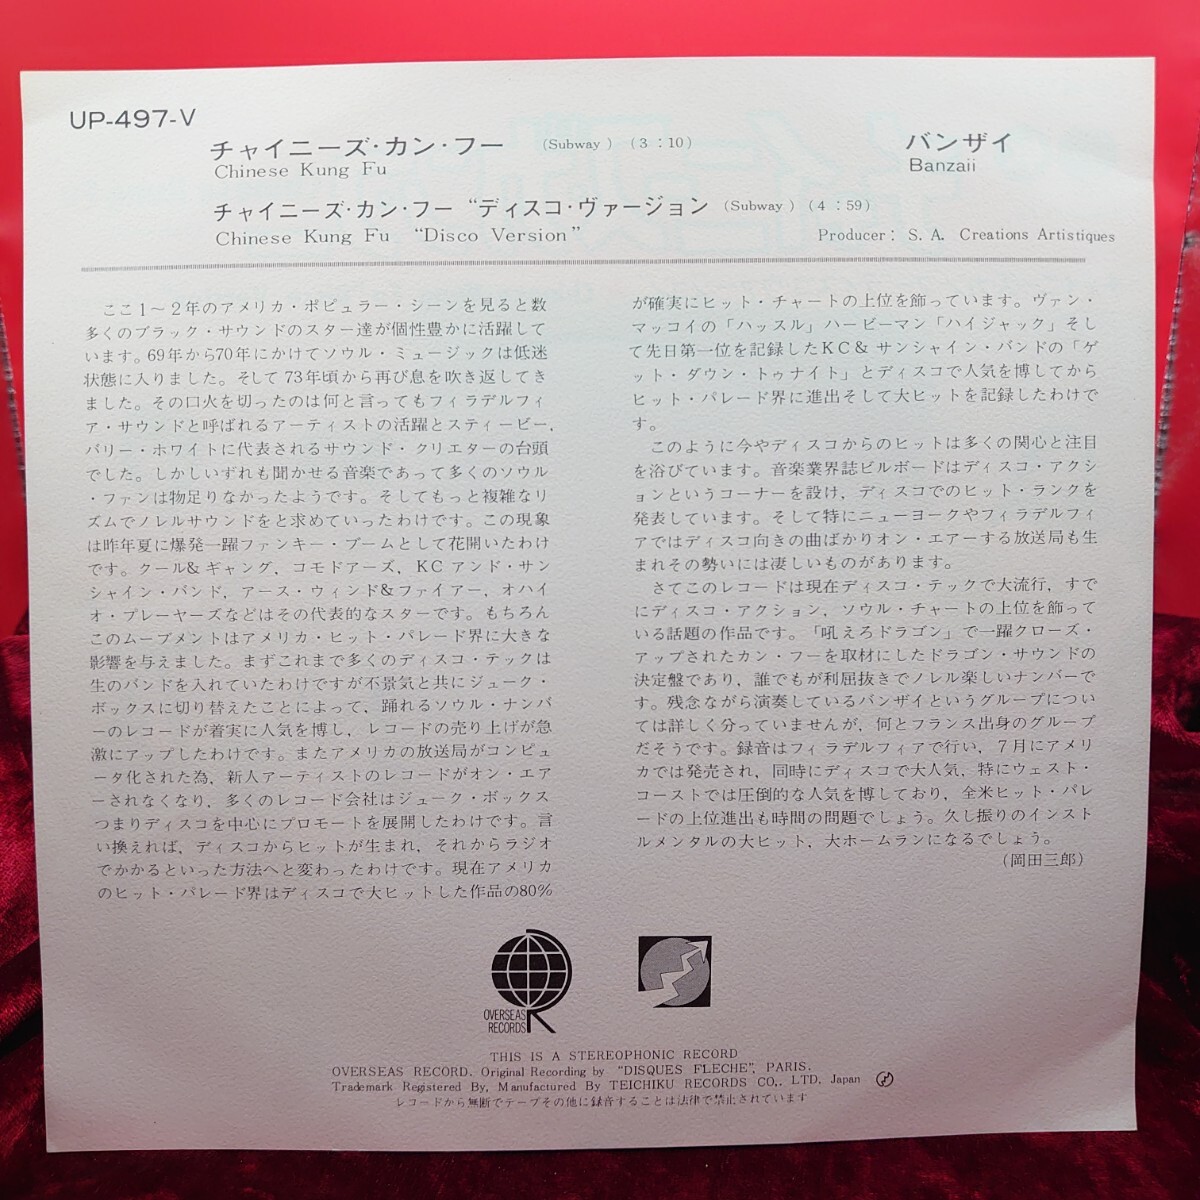 UP-497-V
チャイニーズ・カン・フー (Subway) (3:10) バンザイ
Chinese Kung Fu Banzaii
チャイニーズ・カン・フー “ディスコ・ヴァージョン (Subway) (4:59)
Chinese Kung Fu “Disco Version” Producer: S. A. Creations Artistiques
ここ1〜2年のアメリカ・ポピュラー・シーンを見ると数
多くのブラック・サウンドのスター達が個性豊かに活躍して
います。69年から70年にかけてソウル・ミュージックは低迷
状態に入りました。そして73年頃から再び息を吹き返してき
ました。その口火を切ったのは何と言ってもフィラデルフィ
ア・サウンドと呼ばれるアーティストの活躍とスティービー,
バリー・ホワイトに代表されるサウンド・クリエターの台頭
でした。しかしいずれも聞かせる音楽であって多くのソウル
・ファンは物足りなかったようです。そしてもっと複雑なリ
ズムでノレルサウンドをと求めていったわけです。この現象
は昨年夏に爆発一躍ファンキー・ブームとして花開いたわけ
です。クール&ギャング, コモドアーズ, KCアンド・サン
シャイン・バンド, アース・ウィンド&ファイアー, オハイ
オ・プレーヤーズなどはその代表的なスターです。もちろん
このムーブメントはアメリカ・ヒット・パレード界に大きな
影響を与えました。まずこれまで多くのディスコ・テックは
生のバンドを入れていたわけですが不景気と共にジューク・
ボックスに切り替えたことによって, 踊れるソウル・ナンバ
ーのレコードが着実に人気を博し, レコードの売り上げが急
激にアップしたわけです。またアメリカの放送局がコンピュ
ータ化された為, 新人アーティストのレコードがオン・エア
ーされなくなり, 多くのレコード会社はジューク・ボックス
つまりディスコを中心にプロモートを展開したわけです。言
い換えれば, ディスコからヒットが生まれ, それからラジオ
でかかるといった方法へと変わったわけです。現在アメリカ
のヒット・パレード界はディスコで大ヒットした作品の80%
が確実にヒット・チャートの上位を飾っています。ヴァン・
マッコイの「ハッスル」ハービーマン「ハイジャック」そし
て先日第一位を記録したKC&サンシャイン・バンドの「ゲ
ット・ダウン・トゥナイト」とディスコで人気を博してから
ヒット・パレード界に進出そして大ヒットを記録したわけで
す。
このように今やディスコからのヒットは多くの関心と注目
を浴びています。音楽業界誌ビルボードはディスコ・アクシ
ョンというコーナーを設け, ディスコでのヒット・ランクを
発表しています。そして特にニューヨークやフィラデルフィ
アではディスコ向きの曲ばかりオン・エアーする放送局も生
まれその勢いには凄しいものがあります。
さてこのレコードは現在ディスコ・テックで大流行, すで
にディスコ・アクション, ソウル・チャートの上位を飾って
いる話題の作品です。「吼えろドラゴン」で一躍クローズ・
アップされたカン・フーを取材にしたドラゴン・サウンドの
決定盤であり, 誰でもが利屈抜きでノレル楽しいナンバーで
す。残念ながら演奏しているバンザイというグループについ
ては詳しく分っていませんが, 何とフランス出身のグループ
だそうです。録音はフィラデルフィアで行い, 7月にアメリ
カでは発売され, 同時にディスコで大人気, 特にウェスト・
コーストでは圧倒的な人気を博しており, 全米ヒット・パレ
ードの上位進出も時間の問題でしょう。久し振りのインスト
ルメンタルの大ヒット, 大ホームランになるでしょう。
(岡田三郎)
OVERSEAS
RECORDS
THIS IS A STEREOPHONIC RECORD
OVERSEAS RECORD. Original Recording by “DISQUES FLECHE”, PARIS.
Trademark Registered By, Manufactured By TEICHIKU RECORDS CO,. LTD, Japan
レコードから無断でテープその他に録音することは法律で禁止されています